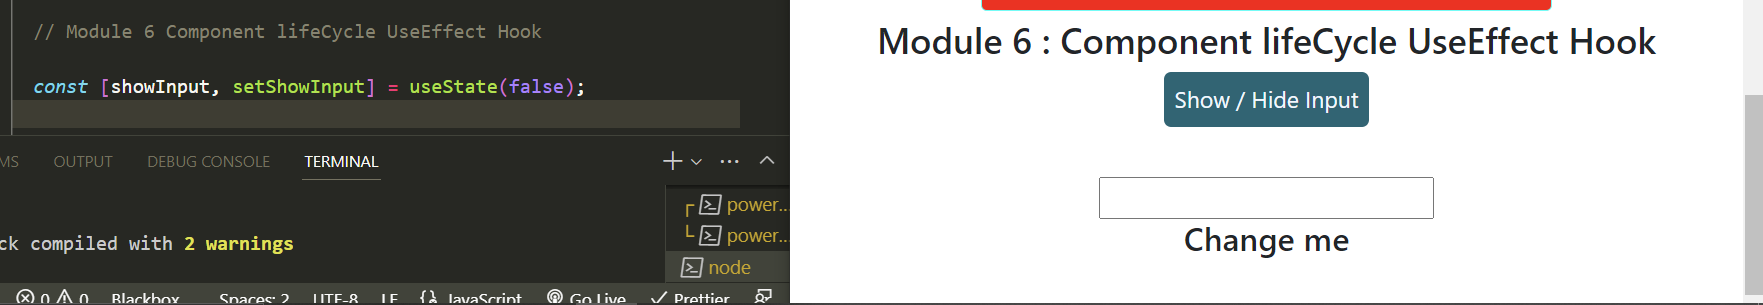 // Module 6 Component lifeCycle UseEffect Hook
const [showInput, setShowInput] = useState(false);
MS OUTPUT DEBUG CONSOLE TERMINAL
power...
power...
ck compiled with 2 warnings
node
0 0 Blackbox Spaces: 2 UTF-8 LF {} JavaScript Go Live Prettier
Module 6 : Component lifeCycle UseEffect Hook
Show / Hide Input
Change me